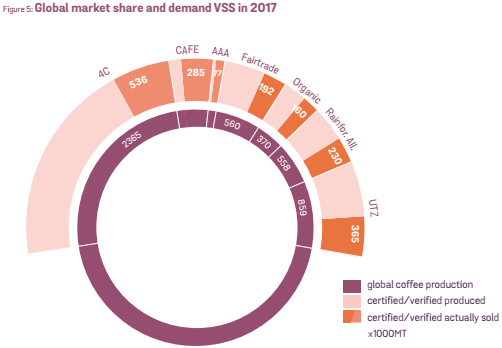 Figure 5: Global market share and demand VSS in 2017
4C
CAFE
AAA
Fairtrade
Organic
Rainfor. All.
UTZ
536
285
77
192
60
230
365
2365
560
370
558
859
global coffee production
certified/verified produced
certified/verified actually sold
x1000MT